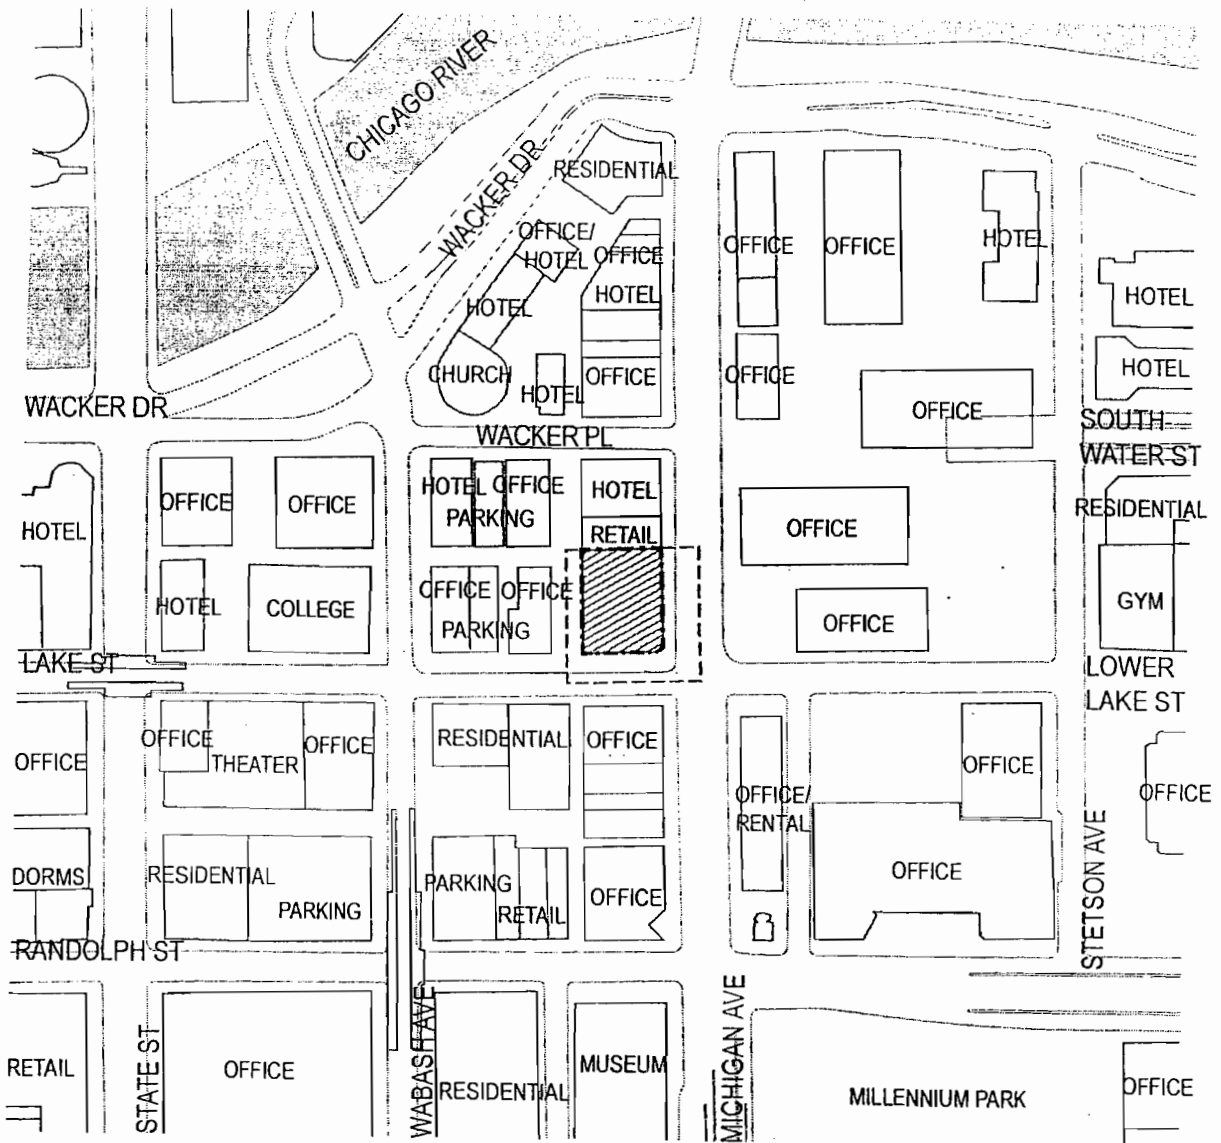 CHICAGO RIVER
WACKER DR
RESIDENTIAL
OFFICE/
HOTEL
OFFICE
HOTEL
HOTEL
CHURCH
HOTEL
OFFICE
OFFICE
OFFICE
HOTEL
HOTEL
OFFICE
HOTEL
OFFICE
WACKER DR
WACKER PL
SOUTH
WATER ST
HOTEL
OFFICE
OFFICE
HOTEL
OFFICE
PARKING
HOTEL
RETAIL
OFFICE
RESIDENTIAL
HOTEL
COLLEGE
OFFICE
OFFICE
PARKING
OFFICE
GYM
LAKE ST
LOWER
LAKE ST
OFFICE
OFFICE
THEATER
OFFICE
RESIDENTIAL
OFFICE
OFFICE/
RENTAL
OFFICE
OFFICE
DORMS
RESIDENTIAL
PARKING
PARKING
RETAIL
OFFICE
OFFICE
STETSON AVE
RANDOLPH ST
RETAIL
STATE ST
OFFICE
WABASH AVE
RESIDENTIAL
MUSEUM
MICHIGAN AVE
MILLENNIUM PARK
OFFICE